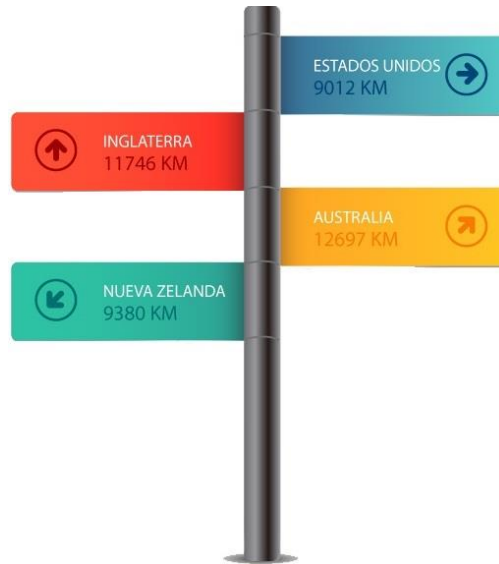 ESTADOS UNIDOS
9012 KM
INGLATERRA
11746 KM
AUSTRALIA
12697 KM
NUEVA ZELANDA
9380 KM